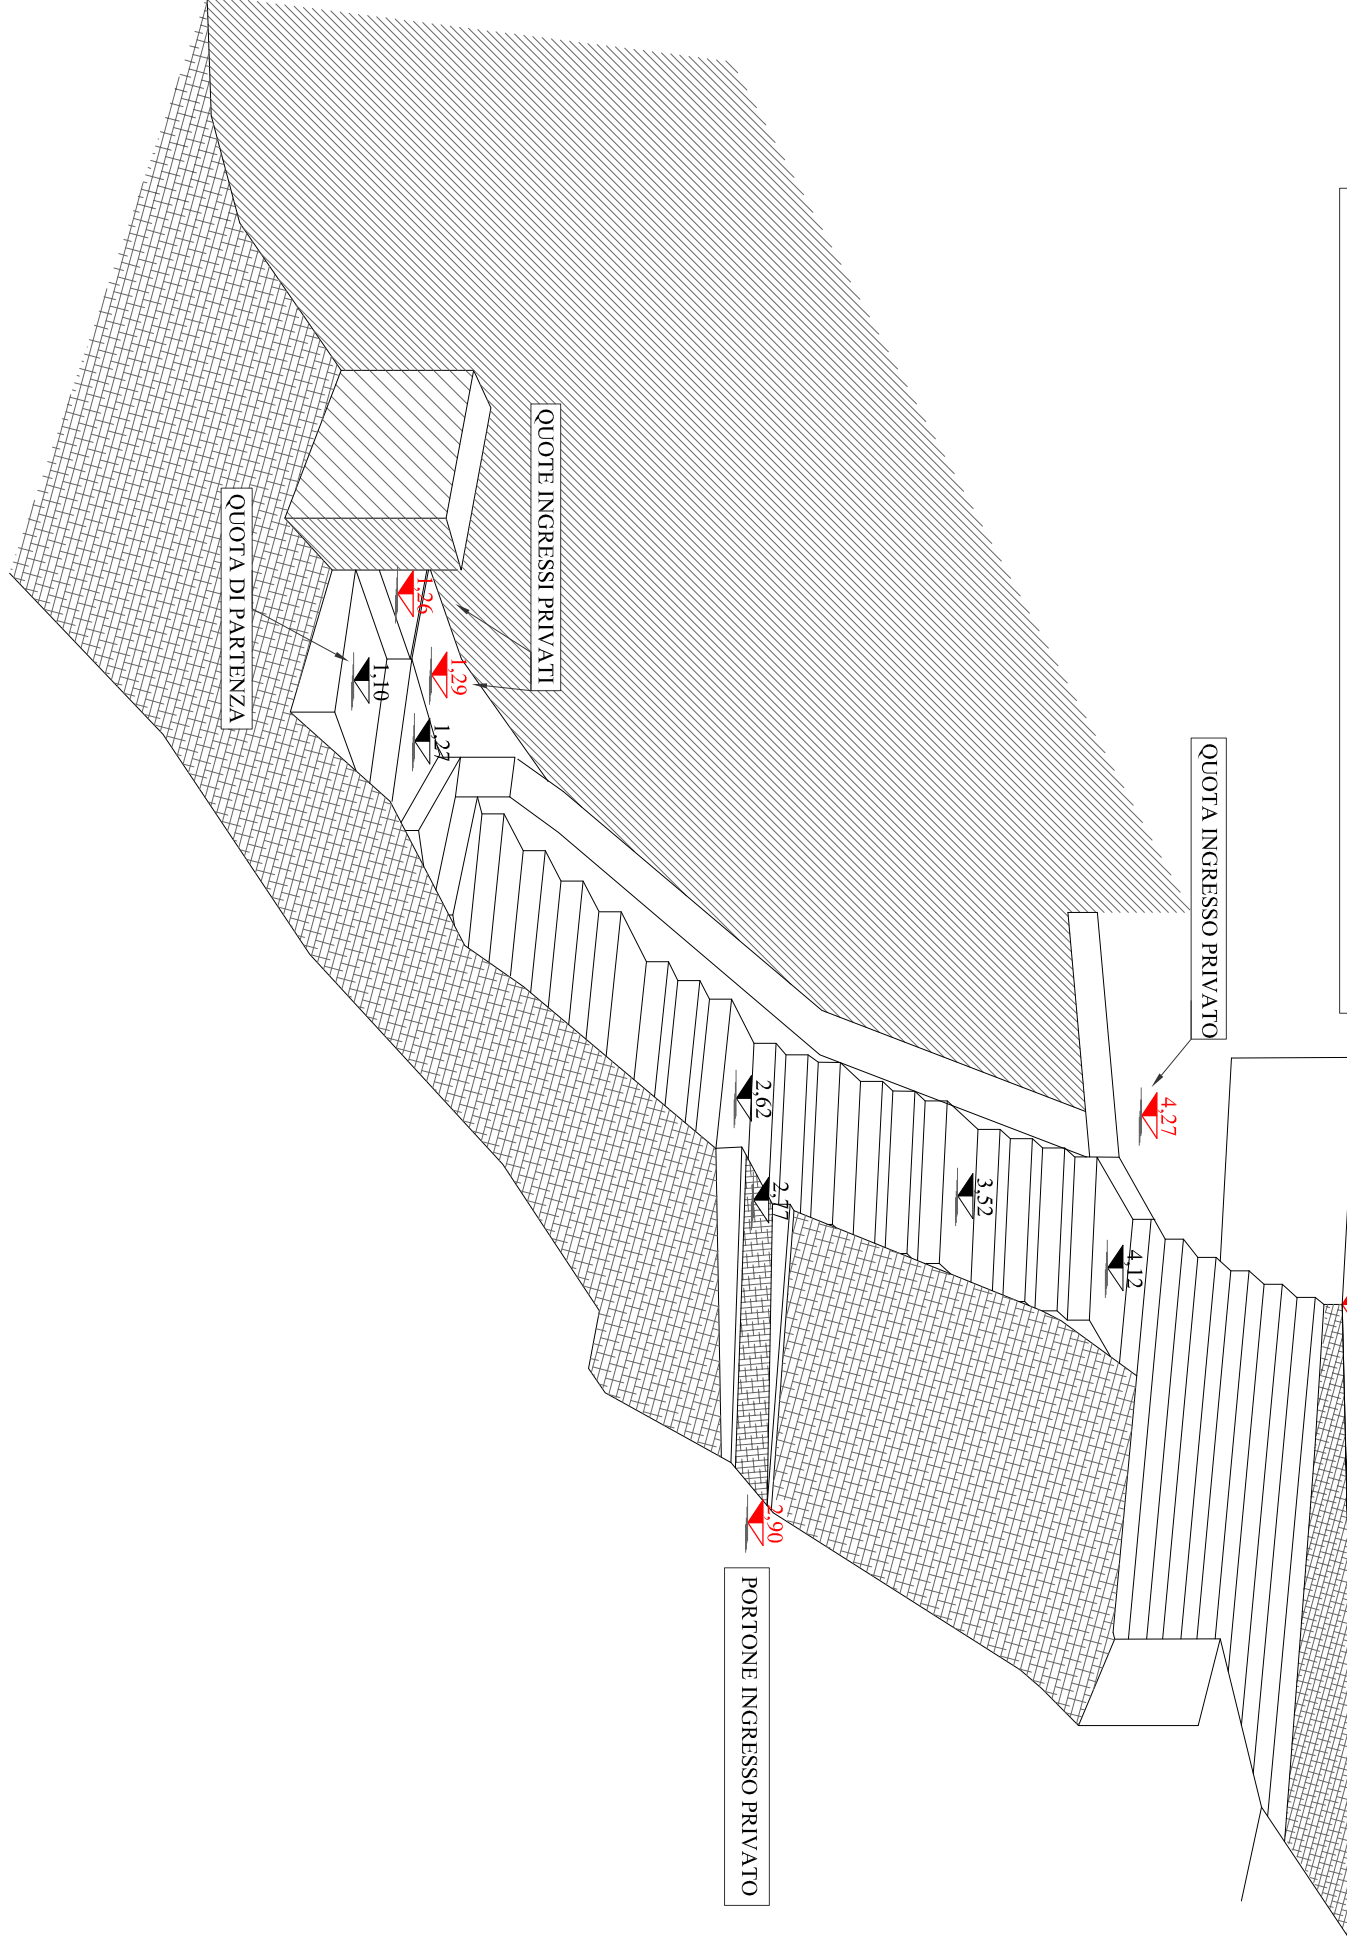 QUOTA INGRESSO PRIVATO
4,27
4,12
3,52
QUOTE INGRESSI PRIVATI
1,26
1,29
1,27
1,10
QUOTA DI PARTENZA
2,62
2,77
2,90
PORTONE INGRESSO PRIVATO